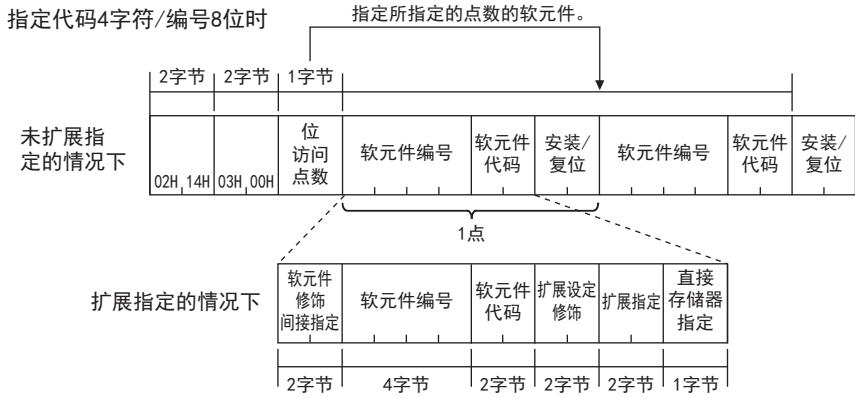 指定代码4字符/编号8位时
指定所指定的点数的软元件。
2字节 2字节 1字节
未扩展指
定的情况下
02H 14H 03H 00H
位
访问
点数
软元件编号
软元件
代码
安装/
复位
软元件编号
软元件
代码
安装/
复位
1点
扩展指定的情况下
软元件
修饰
间接指定
软元件编号
软元件
代码
扩展设定
修饰
扩展指定
直接
存储器
指定
2字节 4字节 2字节 2字节 2字节 1字节